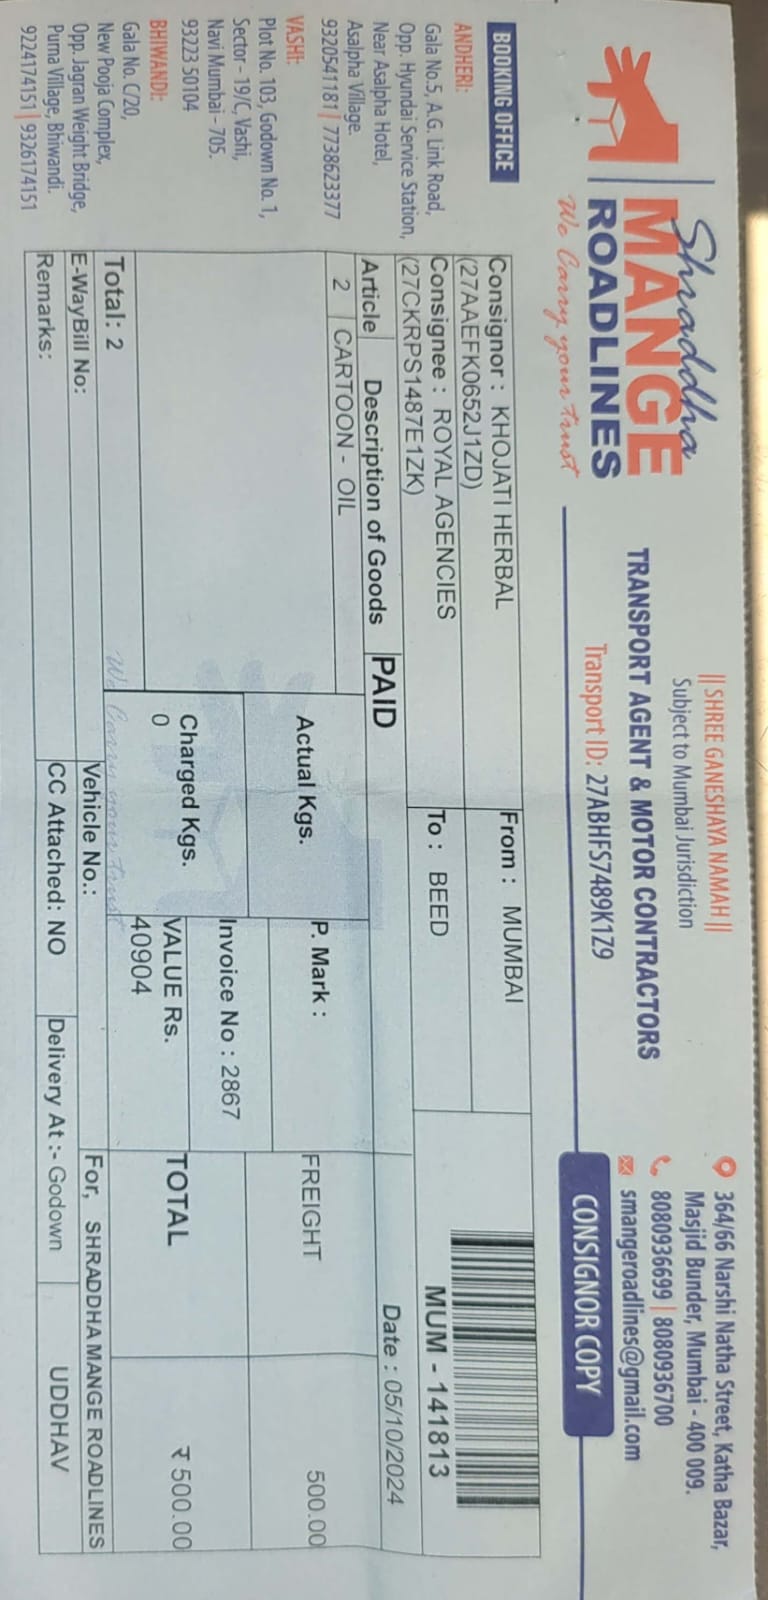 || SHREE GANESHAYA NAMAH ||
Subject to Mumbai Jurisdiction
Shraddha
MANGE
ROADLINES
We Carry your trust
TRANSPORT AGENT & MOTOR CONTRACTORS
Transport ID: 27ABHFS7489K1Z9
364/66 Narshi Natha Street, Katha Bazar,
Masjid Bunder, Mumbai - 400 009.
8080936699 | 8080936700
smangeroadlines@gmail.com
CONSIGNOR COPY
BOOKING OFFICE
ANDHERI:
Gala No.5, A.G. Link Road,
Opp. Hyundai Service Station,
Near Asalpha Hotel,
Asalpha Village.
9320541181 | 7738623377
VASHI:
Plot No. 103, Godown No. 1,
Sector - 19/C, Vashi,
Navi Mumbai - 705.
93223 50104
BHIWANDI:
Gala No. C/20,
New Pooja Complex,
Opp. Jagran Weight Bridge,
Purna Village, Bhiwandi.
9224174151 | 9326174151
Consignor : KHOJATI HERBAL
(27AAEFK0652J1ZD)
From : MUMBAI
Consignee : ROYAL AGENCIES
(27CKRPS1487E1ZK)
To : BEED
MUM - 141813
PAID
Date : 05/10/2024
Article Description of Goods
2 CARTOON - OIL
Actual Kgs.
P. Mark :
FREIGHT 500.00
Invoice No : 2867
Charged Kgs.
0
VALUE Rs.
40904
TOTAL ₹ 500.00
Total: 2
We Carry your trust
E-WayBill No:
Vehicle No.:
For, SHRADDHA MANGE ROADLINES
Remarks:
CC Attached: NO
Delivery At :- Godown
UDDHAV